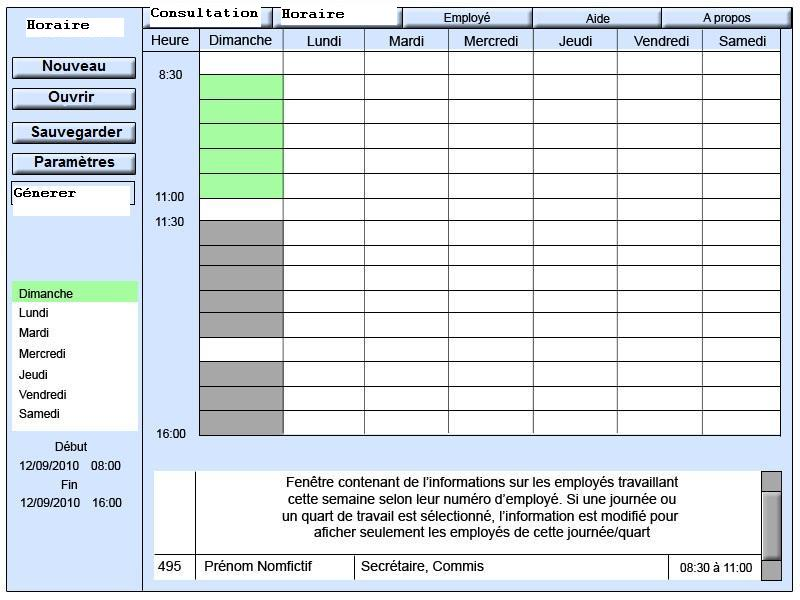 Horaire
Consultation
Horaire
Employé
Aide
A propos
Nouveau
Ouvrir
Sauvegarder
Paramètres
Génerer
Dimanche
Lundi
Mardi
Mercredi
Jeudi
Vendredi
Samedi
Début
12/09/2010 08:00
Fin
12/09/2010 16:00
Heure Dimanche Lundi Mardi Mercredi Jeudi Vendredi Samedi
8:30
11:00
11:30
16:00
Fenêtre contenant de l'informations sur les employés travaillant
cette semaine selon leur numéro d'employé. Si une journée ou
un quart de travail est sélectionné, l'information est modifié pour
aficher seulement les employés de cette journée/quart
495 Prénom Nomfictif Secrétaire, Commis 08:30 à 11:00